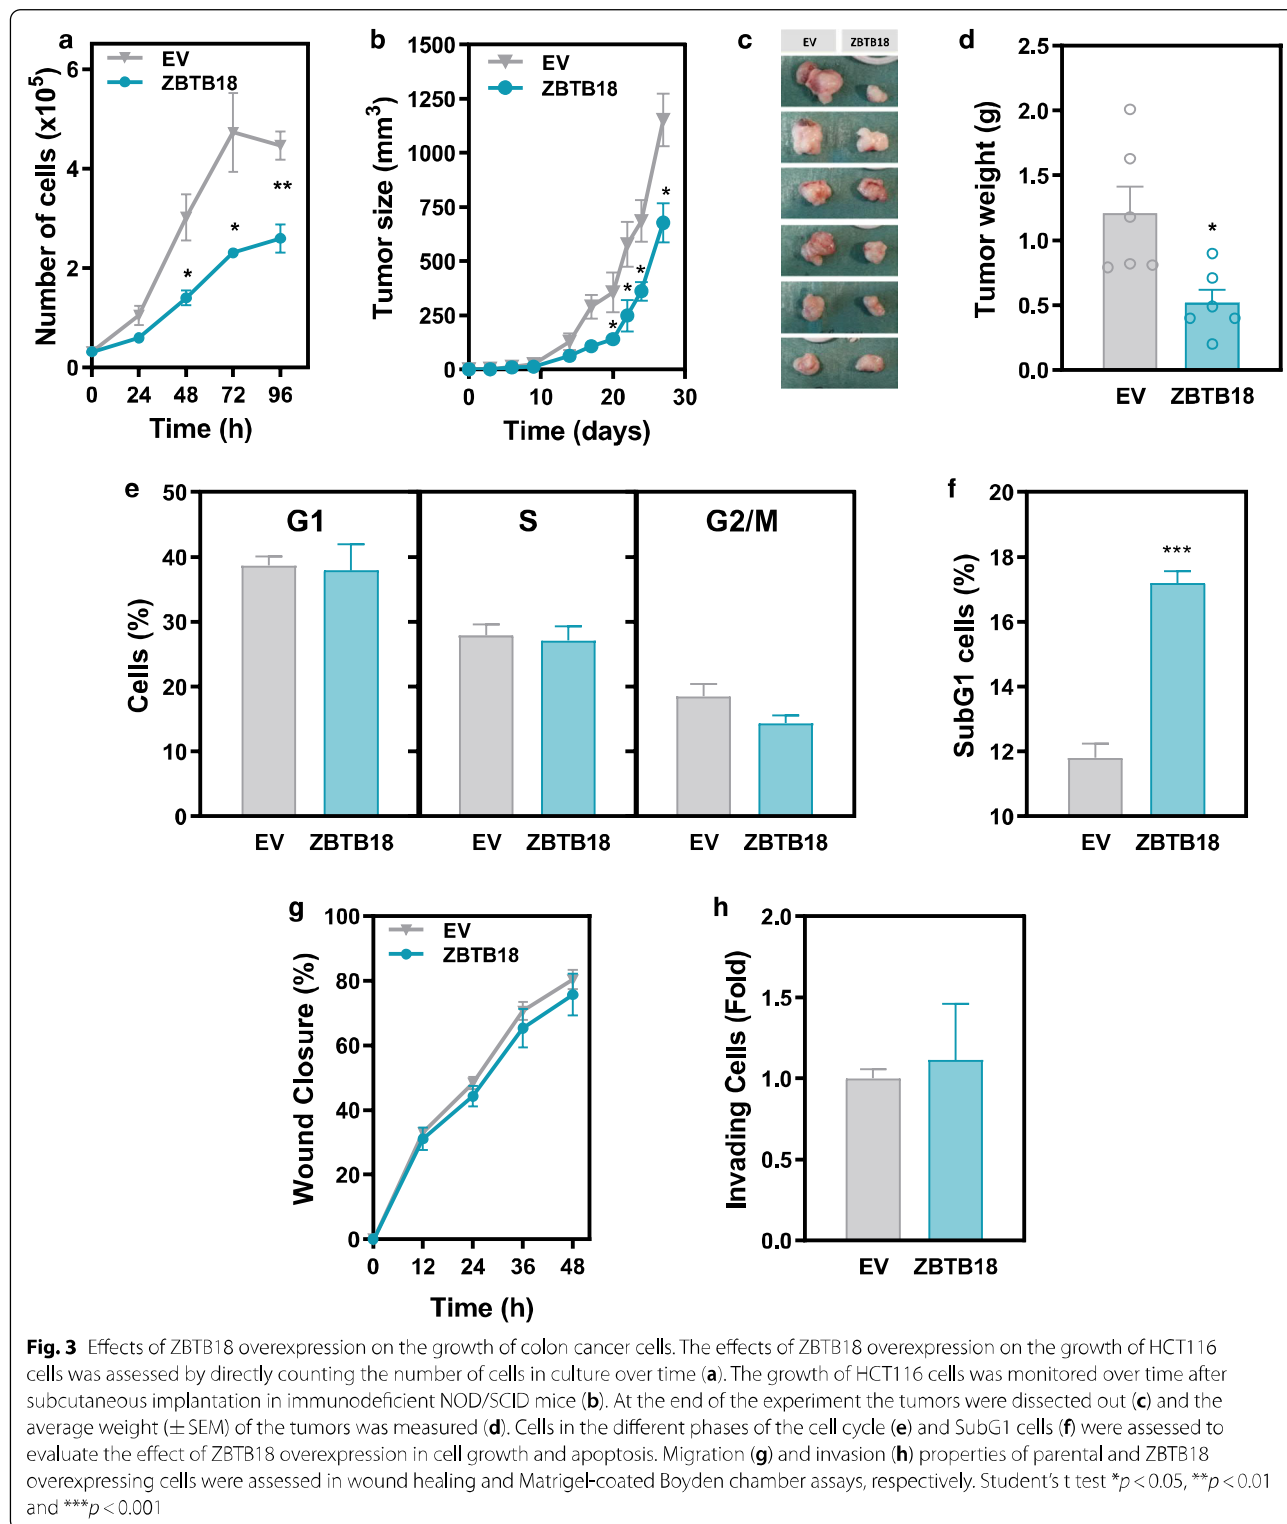 a
6
4
2
0
Number of cells (x10⁵)
EV
ZBTB18
*
*
**
0 24 48 72 96
Time (h)
b
1500
1250
1000
750
500
250
0
Tumor size (mm³)
EV
ZBTB18
*
*
*
*
0 10 20 30
Time (days)
c
EV ZBTB18
d
2.5
2.0
1.5
1.0
0.5
0.0
Tumor weight (g)
*
EV ZBTB18
e
50
40
30
20
10
0
Cells (%)
G1 S G2/M
EV ZBTB18 EV ZBTB18 EV ZBTB18
f
20
18
16
14
12
10
SubG1 cells (%)
***
EV ZBTB18
g
100
80
60
40
20
0
Wound Closure (%)
EV
ZBTB18
0 12 24 36 48
Time (h)
h
2.0
1.5
1.0
0.5
0.0
Invading Cells (Fold)
EV ZBTB18
Fig. 3 Effects of ZBTB18 overexpression on the growth of colon cancer cells. The effects of ZBTB18 overexpression on the growth of HCT116
cells was assessed by directly counting the number of cells in culture over time (a). The growth of HCT116 cells was monitored over time after
subcutaneous implantation in immunodeficient NOD/SCID mice (b). At the end of the experiment the tumors were dissected out (c) and the
average weight (± SEM) of the tumors was measured (d). Cells in the different phases of the cell cycle (e) and SubG1 cells (f) were assessed to
evaluate the effect of ZBTB18 overexpression in cell growth and apoptosis. Migration (g) and invasion (h) properties of parental and ZBTB18
overexpressing cells were assessed in wound healing and Matrigel-coated Boyden chamber assays, respectively. Student's t test *p < 0.05, **p < 0.01
and ***p < 0.001